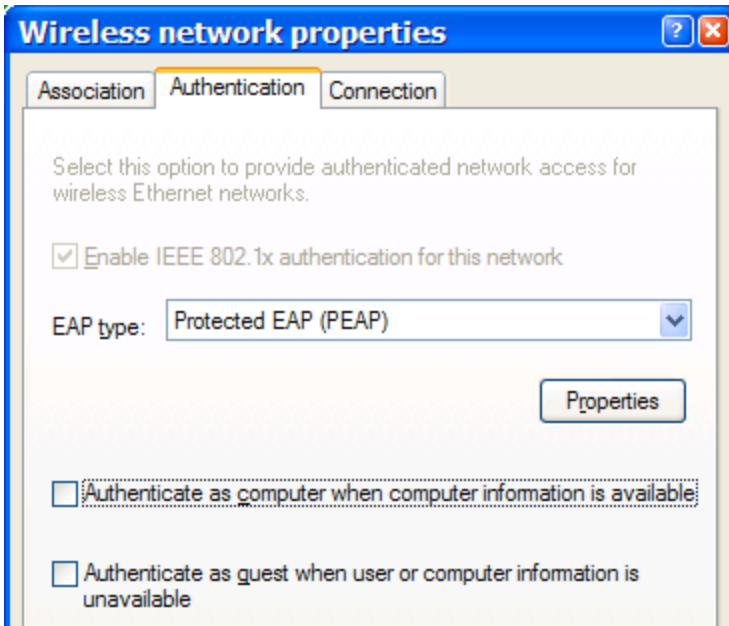 Wireless network properties
Association Authentication Connection
Select this option to provide authenticated network access for
wireless Ethernet networks.
Enable IEEE 802.1x authentication for this network
EAP type: Protected EAP (PEAP)
Properties
Authenticate as computer when computer information is available
Authenticate as guest when user or computer information is
unavailable